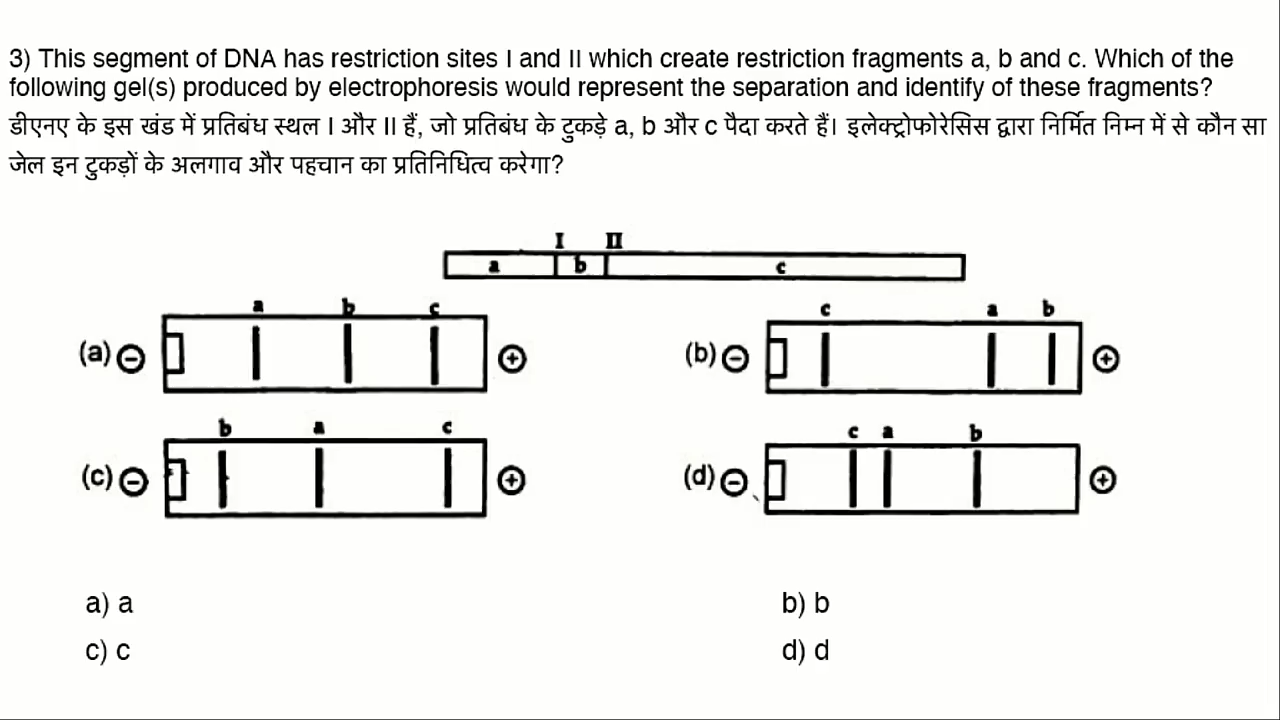 3) This segment of DNA has restriction sites I and II which create restriction fragments a, b and c. Which of the
following gel(s) produced by electrophoresis would represent the separation and identify of these fragments?
डीएनए के इस खंड में प्रतिबंध स्थल I और II हैं, जो प्रतिबंध के टुकड़े a, b और c पैदा करते हैं। इलेक्ट्रोफोरेसिस द्वारा निर्मित निम्न में से कौन सा
जेल इन टुकड़ों के अलगाव और पहचान का प्रतिनिधित्व करेगा?
I II
a b c
a b c
(a) − +
c a b
(b) − +
b a c
(c) − +
c a b
(d) − +
a) a
b) b
c) c
d) d